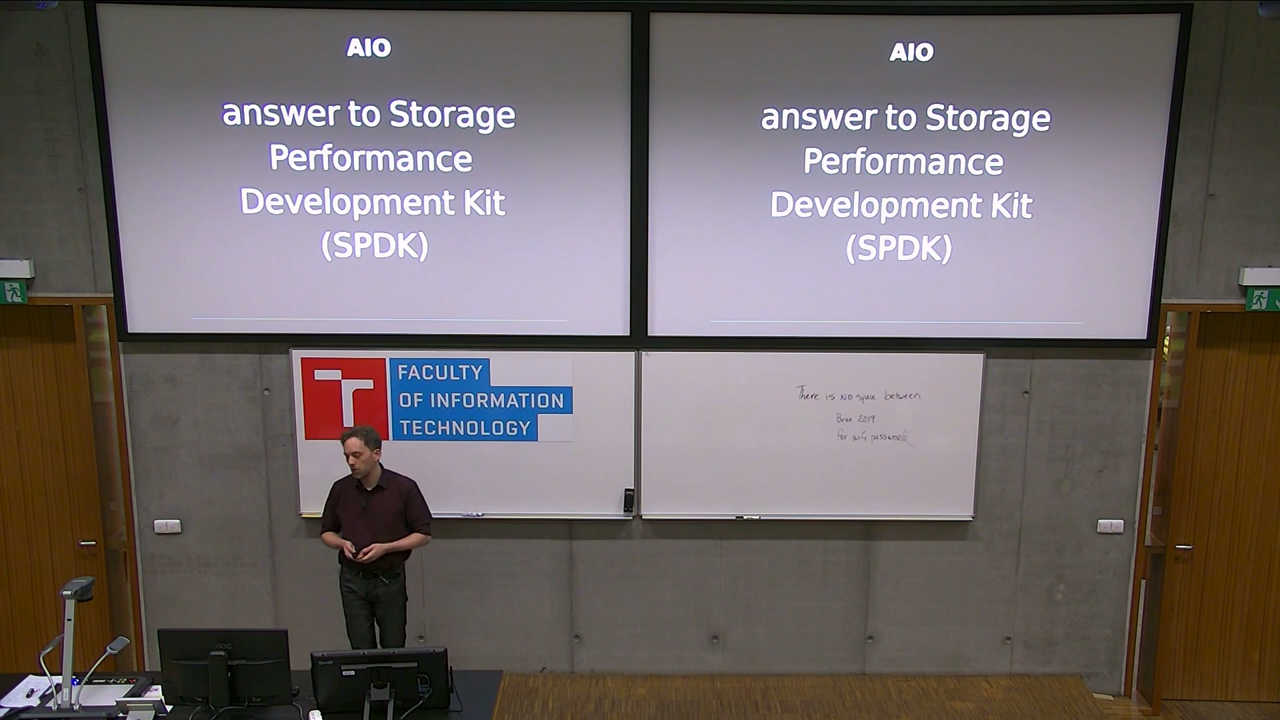 AIO
answer to Storage
Performance
Development Kit
(SPDK)
AIO
answer to Storage
Performance
Development Kit
(SPDK)
FACULTY
OF INFORMATION
TECHNOLOGY
There is NO space between
Brno 2019
for wifi password